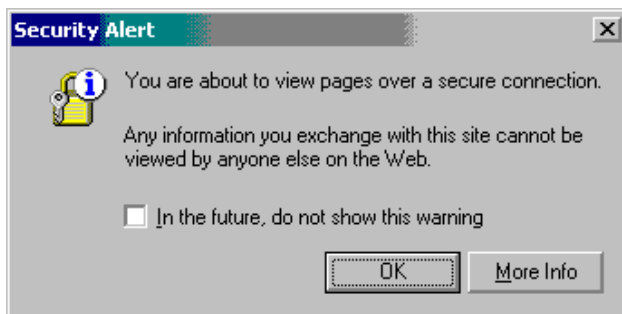 Security Alert
You are about to view pages over a secure connection.
Any information you exchange with this site cannot be
viewed by anyone else on the Web.
In the future, do not show this warning
OK
More Info